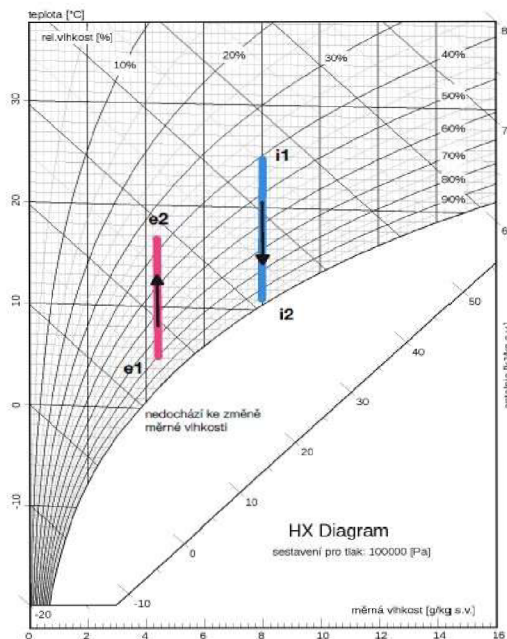 teplota [°C]
rel.vlhkost [%]
10%
20%
30%
40%
50%
60%
70%
80%
90%
30
20
10
0
-10
-20
i1
e2
i2
e1
nedochází ke změně
měrné vlhkosti
50
40
30
20
10
0
-10
HX Diagram
sestavení pro tlak: 100000 [Pa]
měrná vlhkost [g/kg s.v.]
0
2
4
6
8
10
12
14
16